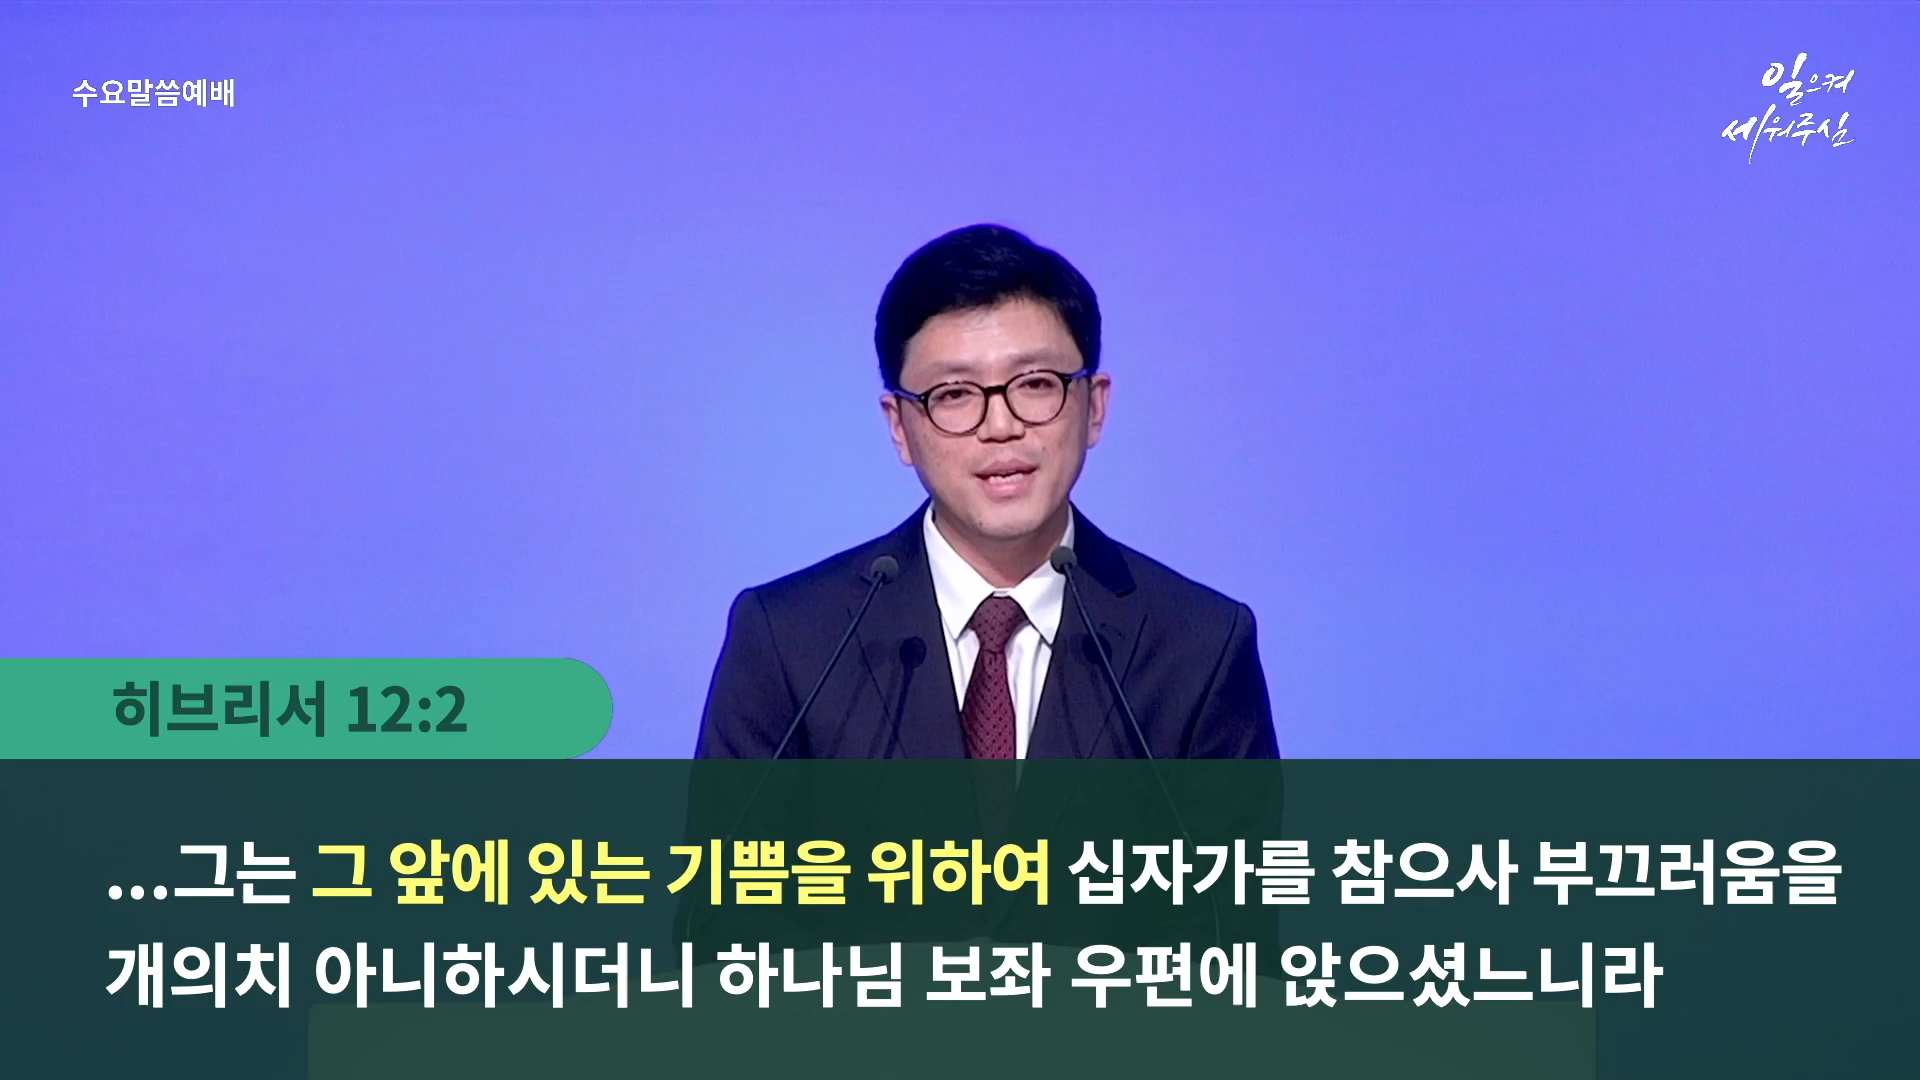 수요말씀예배
일으켜
세워주심
히브리서 12:2
...그는 그 앞에 있는 기쁨을 위하여 십자가를 참으사 부끄러움을
개의치 아니하시더니 하나님 보좌 우편에 앉으셨느니라